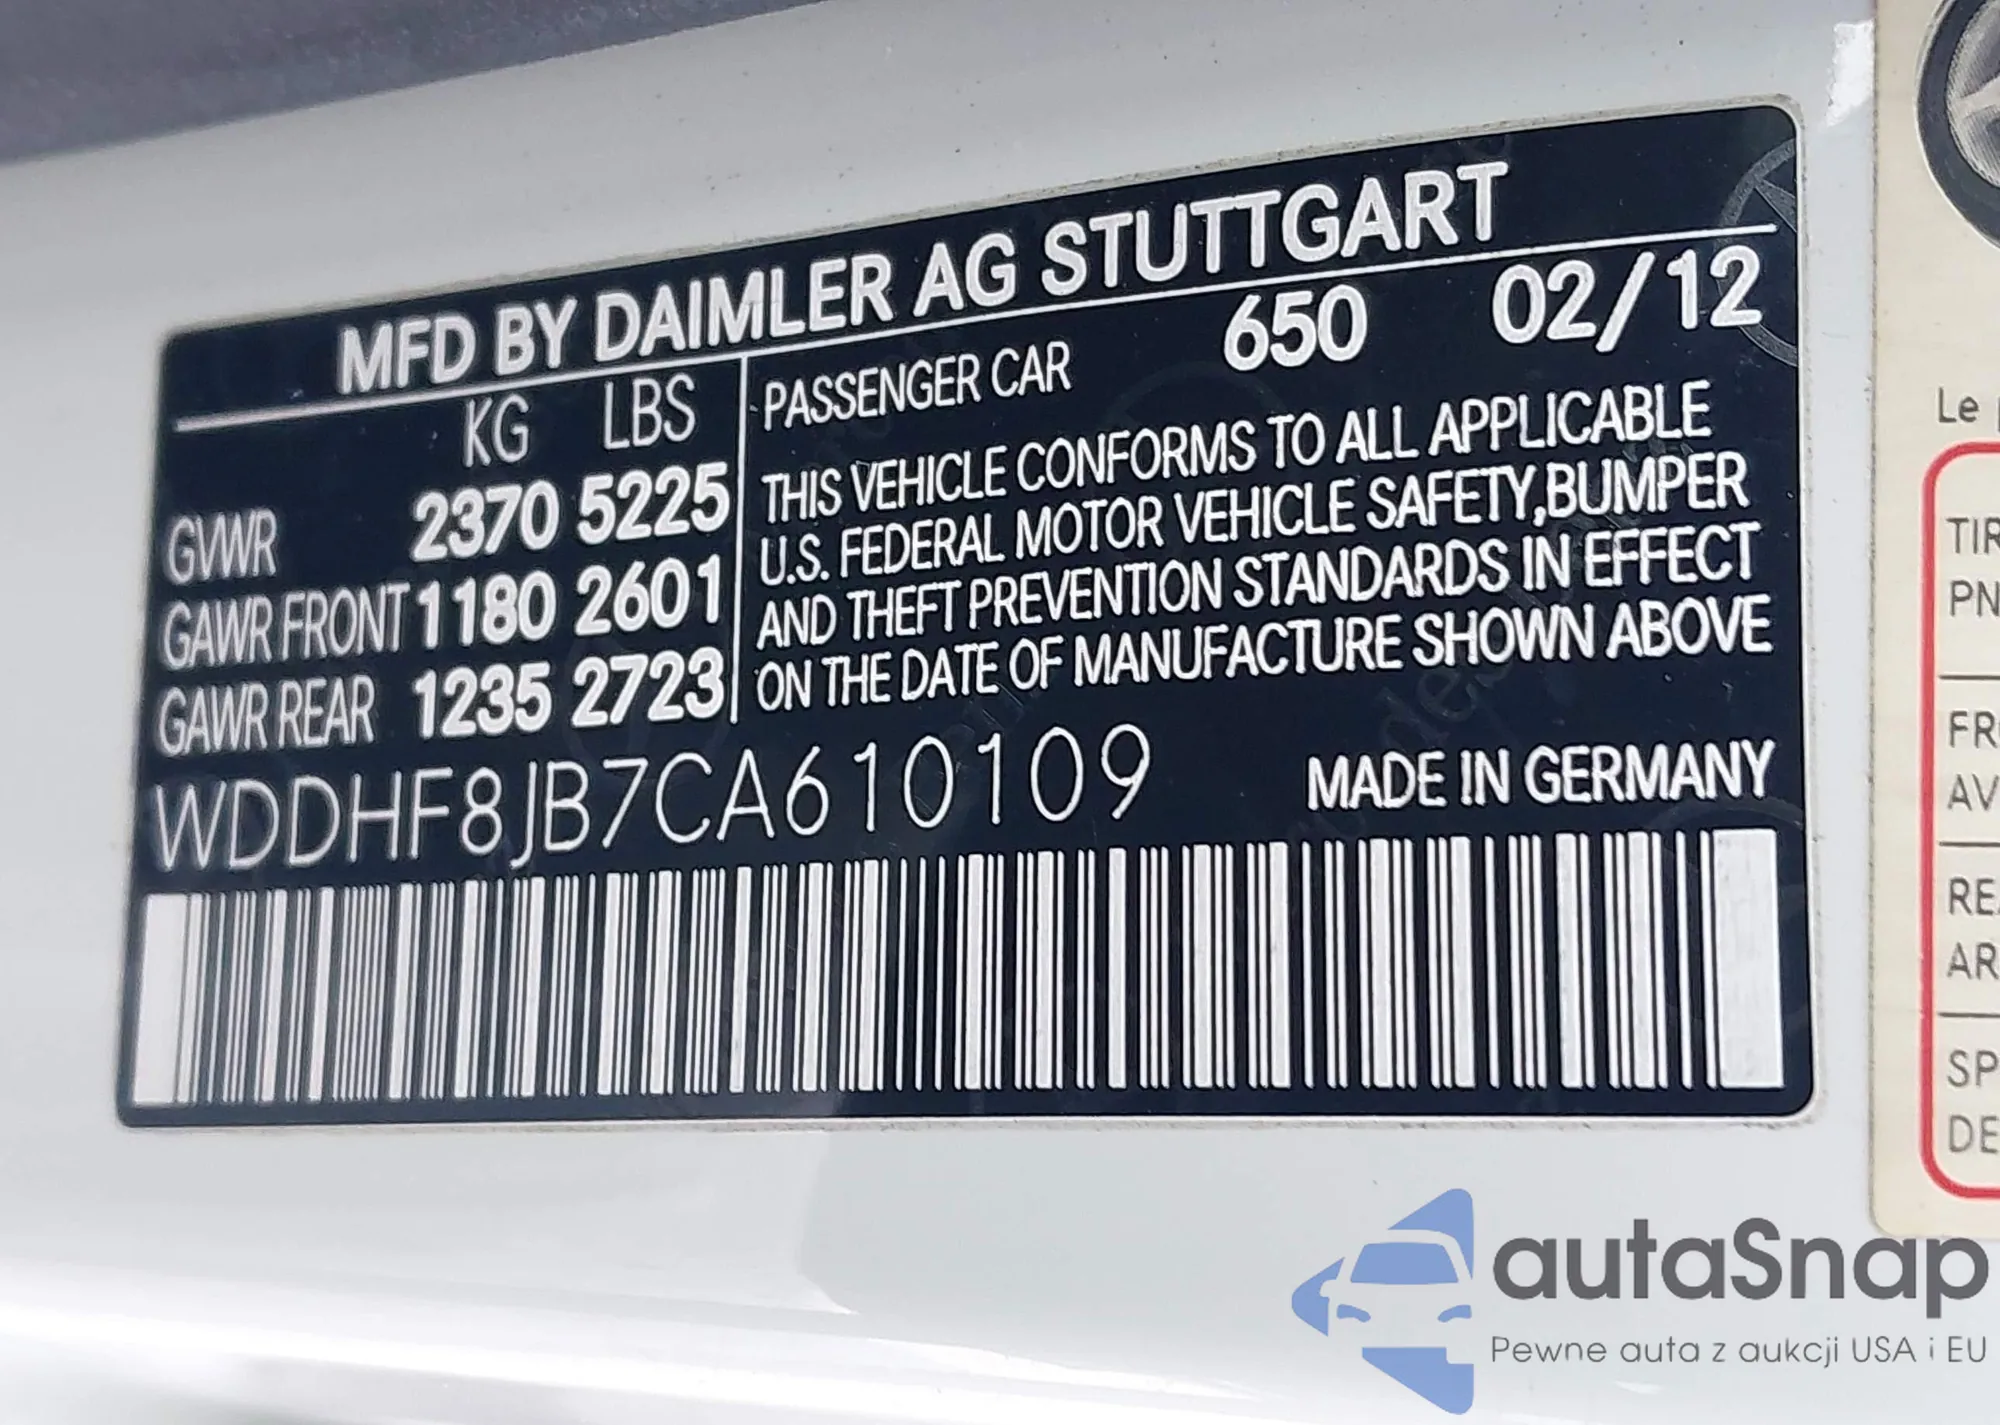 MFD BY DAIMLER AG STUTTGART
KG LBS
GVWR 2370 5225
GAWR FRONT 1180 2601
GAWR REAR 1235 2723
PASSENGER CAR 650 02/12
THIS VEHICLE CONFORMS TO ALL APPLICABLE
U.S. FEDERAL MOTOR VEHICLE SAFETY,BUMPER
AND THEFT PREVENTION STANDARDS IN EFFECT
ON THE DATE OF MANUFACTURE SHOWN ABOVE
WDDHF8JB7CA610109 MADE IN GERMANY
Le
autaSnap
Pewne auta z aukcji USA i EU